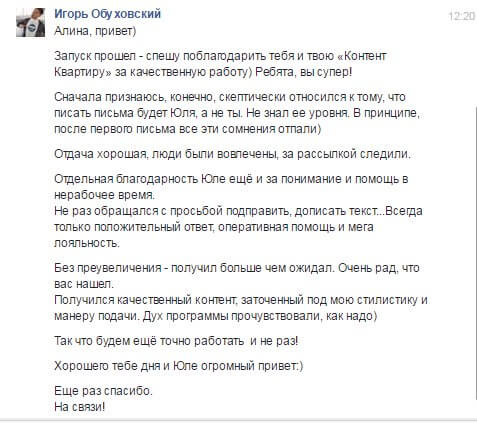 Игорь Обуховский
12:20
Алина, привет)
Запуск прошел - спешу поблагодарить тебя и твою «Контент
Квартиру» за качественную работу) Ребята, вы супер!
Сначала признаюсь, конечно, скептически относился к тому, что
писать письма будет Юля, а не ты. Не знал ее уровня. В принципе,
после первого письма все эти сомнения отпали)
Отдача хорошая, люди были вовлечены, за рассылкой следили.
Отдельная благодарность Юле ещё и за понимание и помощь в
нерабочее время.
Не раз обращался с просьбой подправить, дописать текст...Всегда
только положительный ответ, оперативная помощь и мега
лояльность.
Без преувеличения - получил больше чем ожидал. Очень рад, что
вас нашел.
Получился качественный контент, заточенный под мою стилистику и
манеру подачи. Дух программы прочувствовали, как надо)
Так что будем ещё точно работать  и не раз!
Хорошего тебе дня и Юле огромный привет:)
Еще раз спасибо.
На связи!